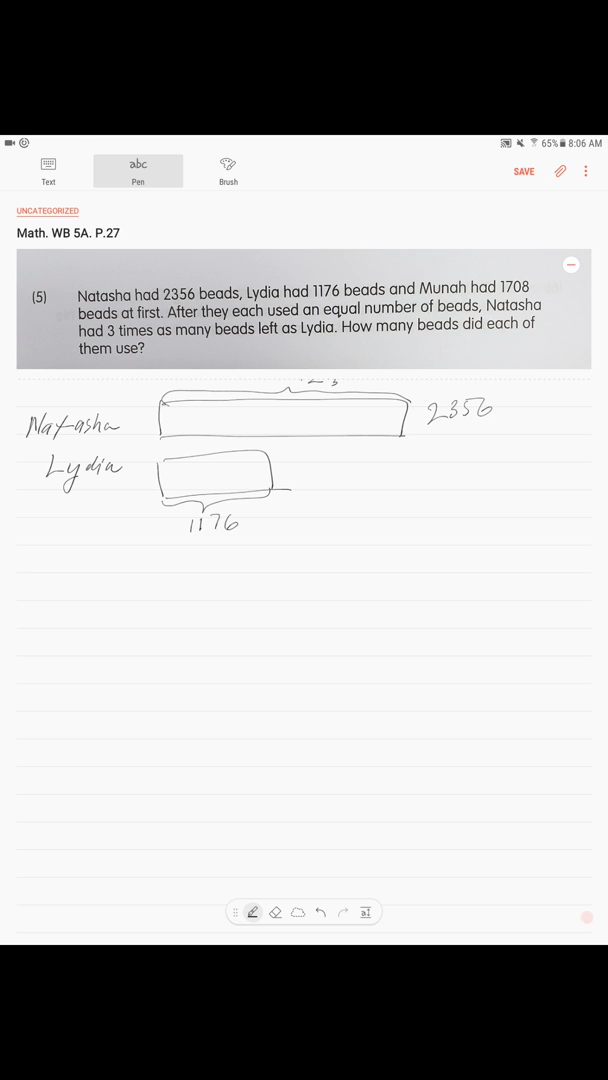 65% 8:06 AM
Text
abc
Pen
Brush
SAVE
UNCATEGORIZED
Math. WB 5A. P.27
(5) Natasha had 2356 beads, Lydia had 1176 beads and Munah had 1708
beads at first. After they each used an equal number of beads, Natasha
had 3 times as many beads left as Lydia. How many beads did each of
them use?
Natasha 2356
Lydia
1176